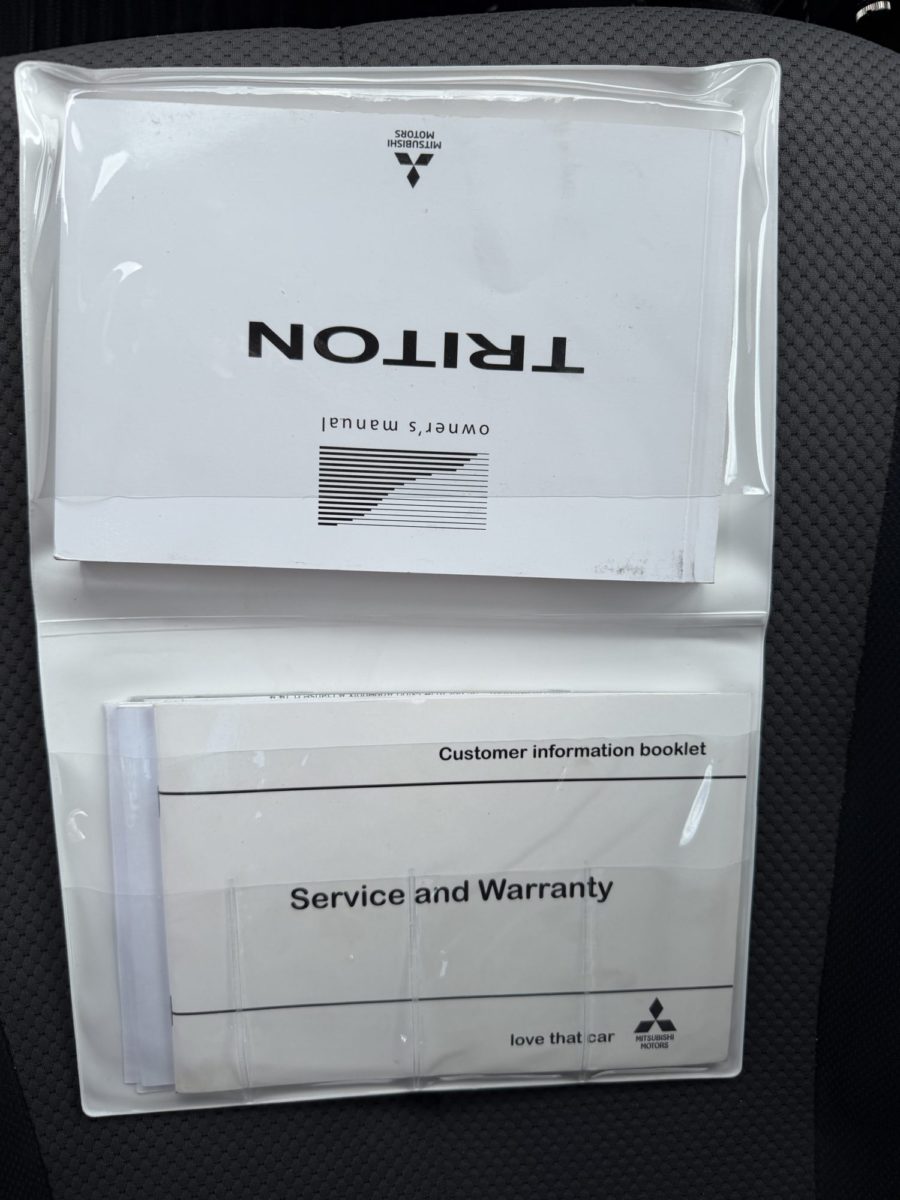 MITSUBISHI
MOTORS
TRITON
owner's manual
Customer information booklet
Service and Warranty
love that car
MITSUBISHI
MOTORS